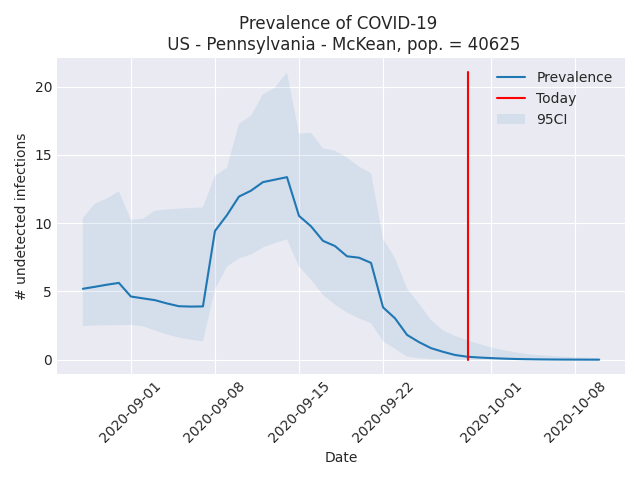 Prevalence of COVID-19
US - Pennsylvania - McKean, pop. = 40625
Prevalence
Today
95CI
# undetected infections
20
15
10
5
0
2020-09-01
2020-09-08
2020-09-15
2020-09-22
2020-10-01
2020-10-08
Date